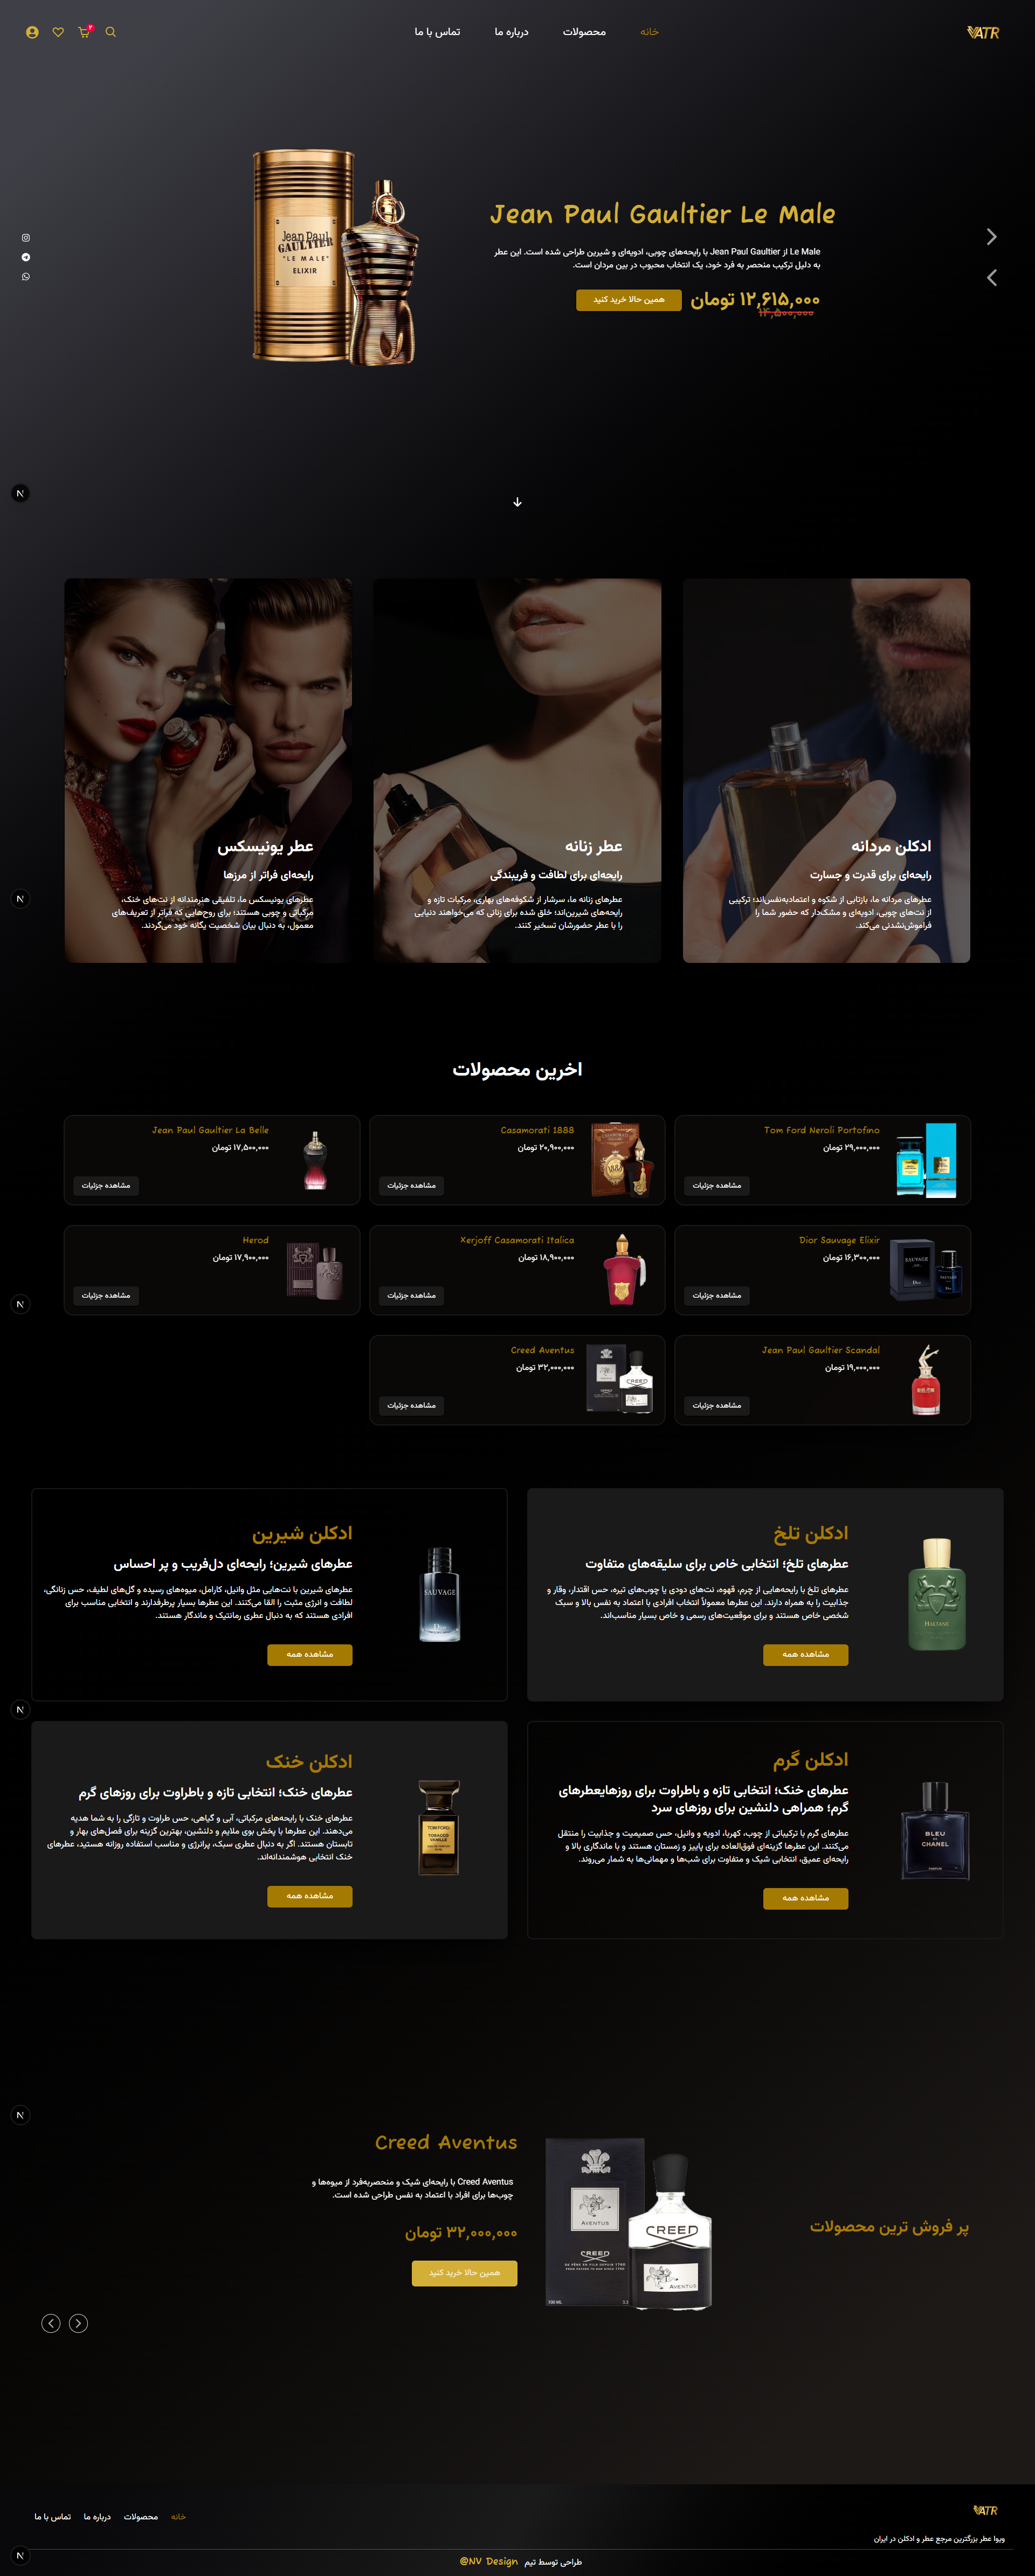 VATR
خانه
محصولات
درباره ما
تماس با ما
۲
Jean Paul Gaultier Le Male
Le Male از Jean Paul Gaultier با رایحه‌های چوبی، ادویه‌ای و شیرین طراحی شده است. این عطر
به دلیل ترکیب منحصر به فرد خود، یک انتخاب محبوب در بین مردان است.
۱۲,۶۱۵,۰۰۰ تومان
۱۴,۵۰۰,۰۰۰
همین حالا خرید کنید
Jean Paul
GAULTIER
"LE MALE"
ELIXIR
N
ادکلن مردانه
رایحه‌ای برای قدرت و جسارت
عطرهای مردانه ما، بازتابی از شکوه و اعتمادبه‌نفس‌اند؛ ترکیبی
از نت‌های چوبی، ادویه‌ای و مشک‌دار که حضور شما را
فراموش‌نشدنی می‌کند.
عطر زنانه
رایحه‌ای برای لطافت و فریبندگی
عطرهای زنانه ما، سرشار از شکوفه‌های بهاری، مرکبات تازه و
رایحه‌های شیرین‌اند؛ خلق شده برای زنانی که می‌خواهند دنیایی
را با عطر حضورشان تسخیر کنند.
عطر یونیسکس
رایحه‌ای فراتر از مرزها
عطرهای یونیسکس ما، تلفیقی هنرمندانه از نت‌های خنک،
مرکباتی و چوبی هستند؛ برای روح‌هایی که فراتر از تعریف‌های
معمول، به دنبال بیان شخصیت یگانه خود می‌گردند.
N
اخرین محصولات
Tom Ford Neroli Portofino
۲۹,۰۰۰,۰۰۰ تومان
مشاهده جزئیات
Casamorati 1888
۲۰,۹۰۰,۰۰۰ تومان
مشاهده جزئیات
Jean Paul Gaultier La Belle
۱۷,۵۰۰,۰۰۰ تومان
مشاهده جزئیات
Dior Sauvage Elixir
۱۶,۳۰۰,۰۰۰ تومان
مشاهده جزئیات
SAUVAGE
Dior
Xerjoff Casamorati Italica
۱۸,۹۰۰,۰۰۰ تومان
مشاهده جزئیات
Herod
۱۷,۹۰۰,۰۰۰ تومان
مشاهده جزئیات
N
Jean Paul Gaultier Scandal
۱۹,۰۰۰,۰۰۰ تومان
مشاهده جزئیات
Creed Aventus
۳۲,۰۰۰,۰۰۰ تومان
مشاهده جزئیات
CREED
ادکلن تلخ
عطرهای تلخ؛ انتخابی خاص برای سلیقه‌های متفاوت
عطرهای تلخ با رایحه‌هایی از چرم، قهوه، نت‌های دودی یا چوب‌های تیره، حس اقتدار، وقار و
جذابیت را به همراه دارند. این عطرها معمولاً انتخاب افرادی با اعتماد به نفس بالا و سبک
شخصی خاص هستند و برای موقعیت‌های رسمی و خاص بسیار مناسب‌اند.
مشاهده همه
HALTANE
ادکلن شیرین
عطرهای شیرین؛ رایحه‌ای دل‌فریب و پر احساس
عطرهای شیرین با نت‌هایی مثل وانیل، کارامل، میوه‌های رسیده و گل‌های لطیف، حس زنانگی،
لطافت و انرژی مثبت را القا می‌کنند. این عطرها بسیار پرطرفدارند و انتخابی مناسب برای
افرادی هستند که به دنبال عطری رمانتیک و ماندگار هستند.
مشاهده همه
SAUVAGE
N
ادکلن گرم
عطرهای خنک؛ انتخابی تازه و باطراوت برای روزهایعطرهای
گرم؛ همراهی دلنشین برای روزهای سرد
عطرهای گرم با ترکیباتی از چوب، کهربا، ادویه و وانیل، حس صمیمیت و جذابیت را منتقل
می‌کنند. این عطرها گزینه‌ای فوق‌العاده برای پاییز و زمستان هستند و با ماندگاری بالا و
رایحه‌ای عمیق، انتخابی شیک و متفاوت برای شب‌ها و مهمانی‌ها به شمار می‌روند.
مشاهده همه
BLEU
DE
CHANEL
ادکلن خنک
عطرهای خنک؛ انتخابی تازه و باطراوت برای روزهای گرم
عطرهای خنک با رایحه‌های مرکباتی، آبی و گیاهی، حس طراوت و تازگی را به شما هدیه
می‌دهند. این عطرها با پخش بوی ملایم و دلنشین، بهترین گزینه برای فصل‌های بهار و
تابستان هستند. اگر به دنبال عطری سبک، پرانرژی و مناسب استفاده روزانه هستید، عطرهای
خنک انتخابی هوشمندانه‌اند.
مشاهده همه
TOM FORD
TOBACCO
VANILLE
N
پر فروش ترین محصولات
Creed Aventus
Creed Aventus با رایحه‌ای شیک و منحصربه‌فرد از میوه‌ها و
چوب‌ها برای افراد با اعتماد به نفس طراحی شده است.
۳۲,۰۰۰,۰۰۰ تومان
همین حالا خرید کنید
AVENTUS
CREED
CREED
AVENTUS
VATR
ویوا عطر بزرگترین مرجع عطر و ادکلن در ایران
خانه
محصولات
درباره ما
تماس با ما
طراحی توسط تیم @NV Design
N